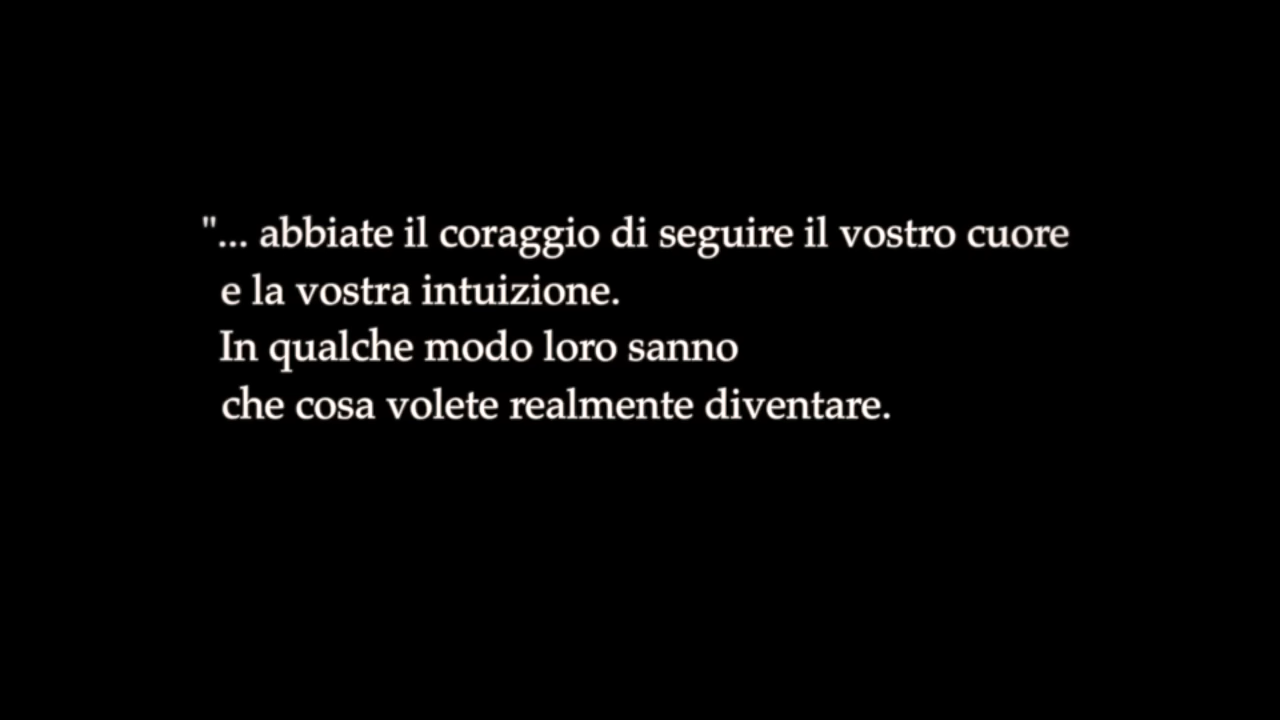 "... abbiate il coraggio di seguire il vostro cuore
e la vostra intuizione.
In qualche modo loro sanno
che cosa volete realmente diventare.